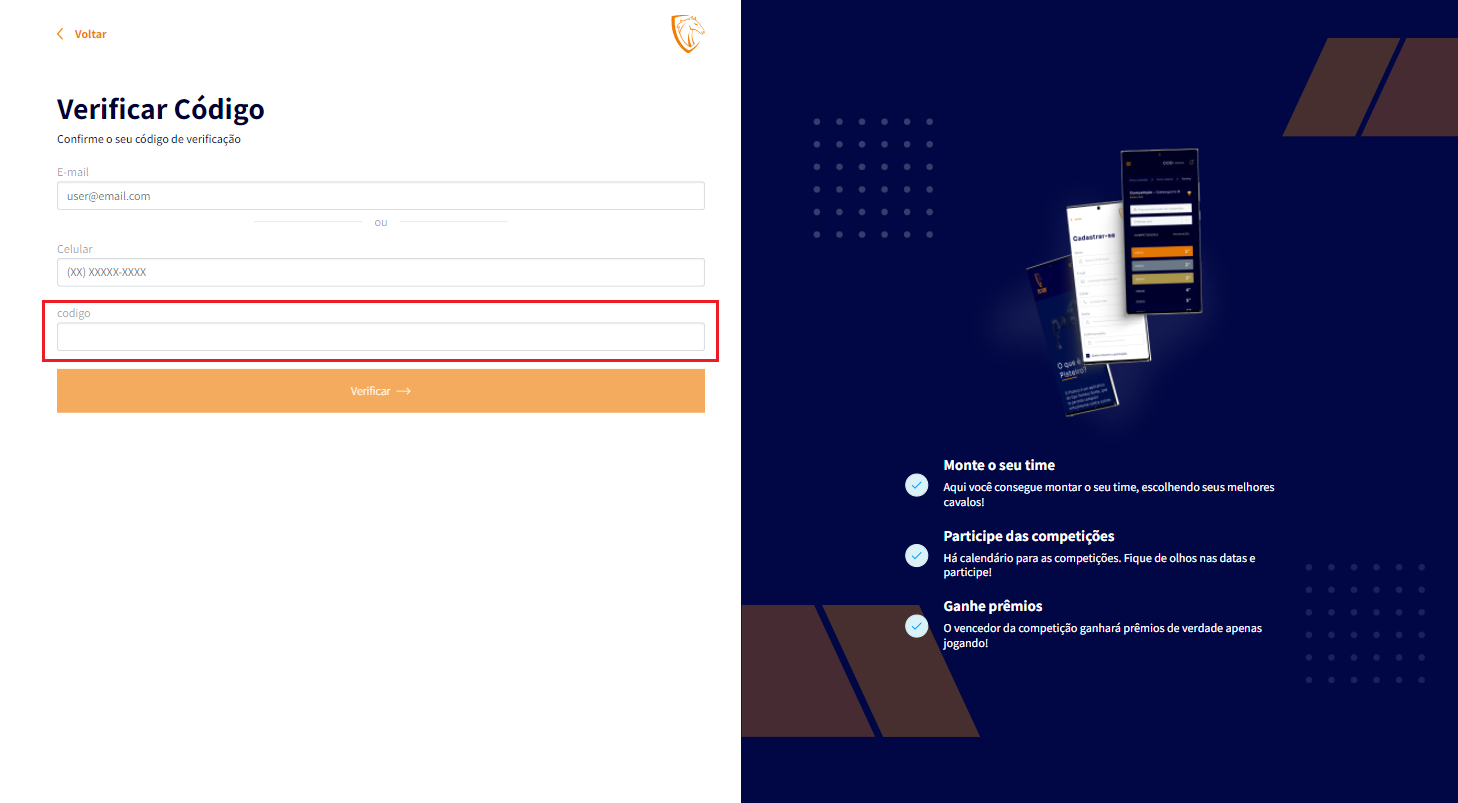 Voltar
Verificar Código
Confirme o seu código de verificação
E-mail
user@email.com
ou
Celular
(XX) XXXXX-XXXX
codigo
Verificar
Cadastrar-se
O que é
Pisteiro?
Monte o seu time
Aqui você consegue montar o seu time, escolhendo seus melhores
cavalos!
Participe das competições
Há calendário para as competições. Fique de olhos nas datas e
participe!
Ganhe prêmios
O vencedor da competição ganhará prêmios de verdade apenas
jogando!